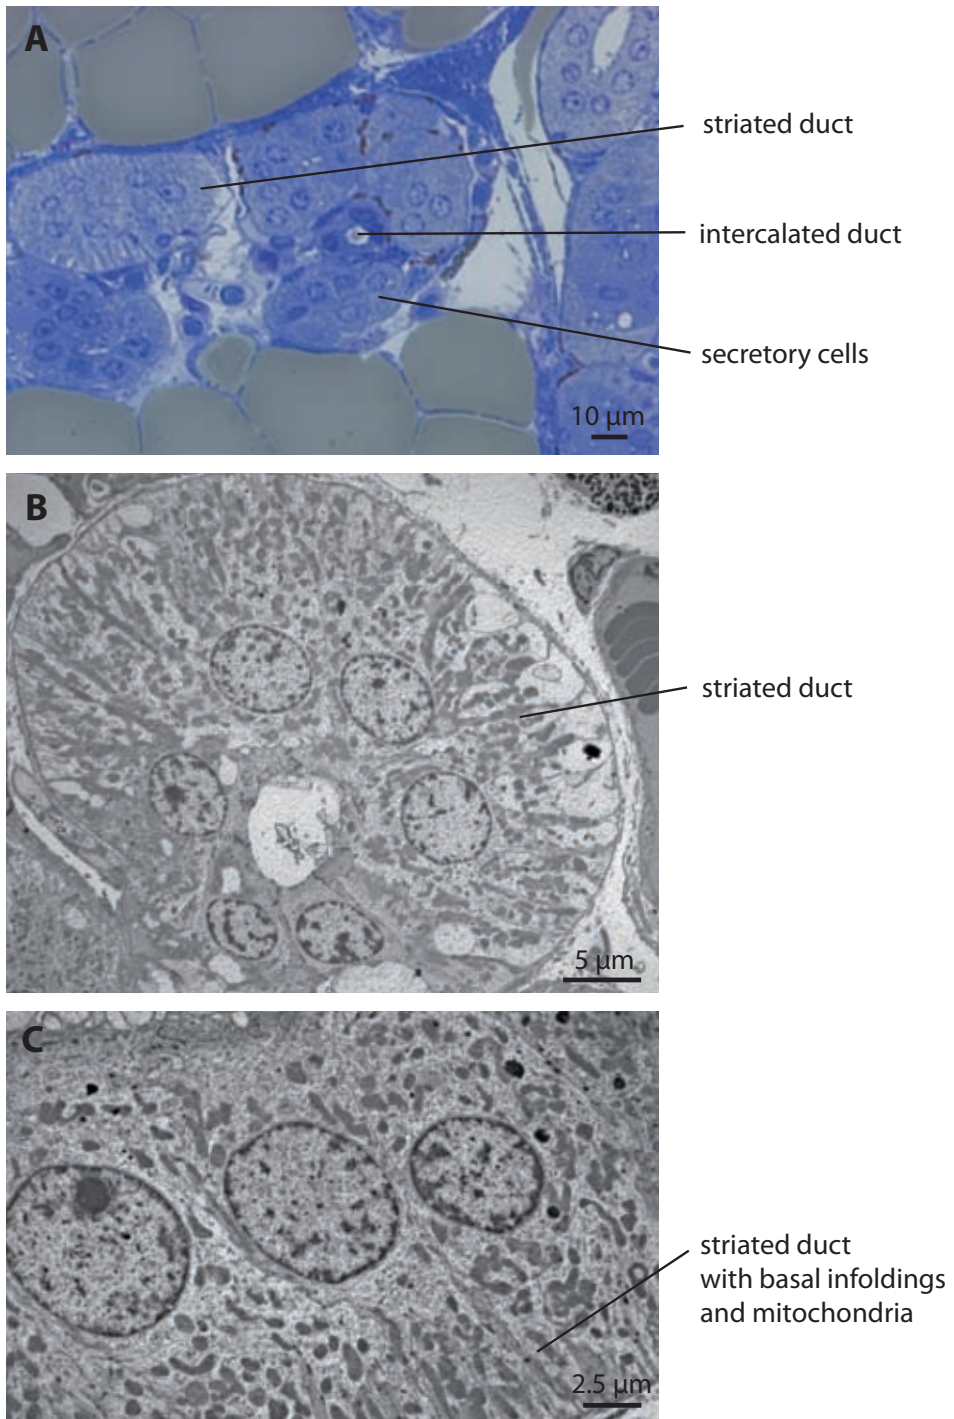 A
striated duct
intercalated duct
secretory cells
10 µm
B
striated duct
5 µm
C
striated duct
with basal infoldings
and mitochondria
2.5 µm